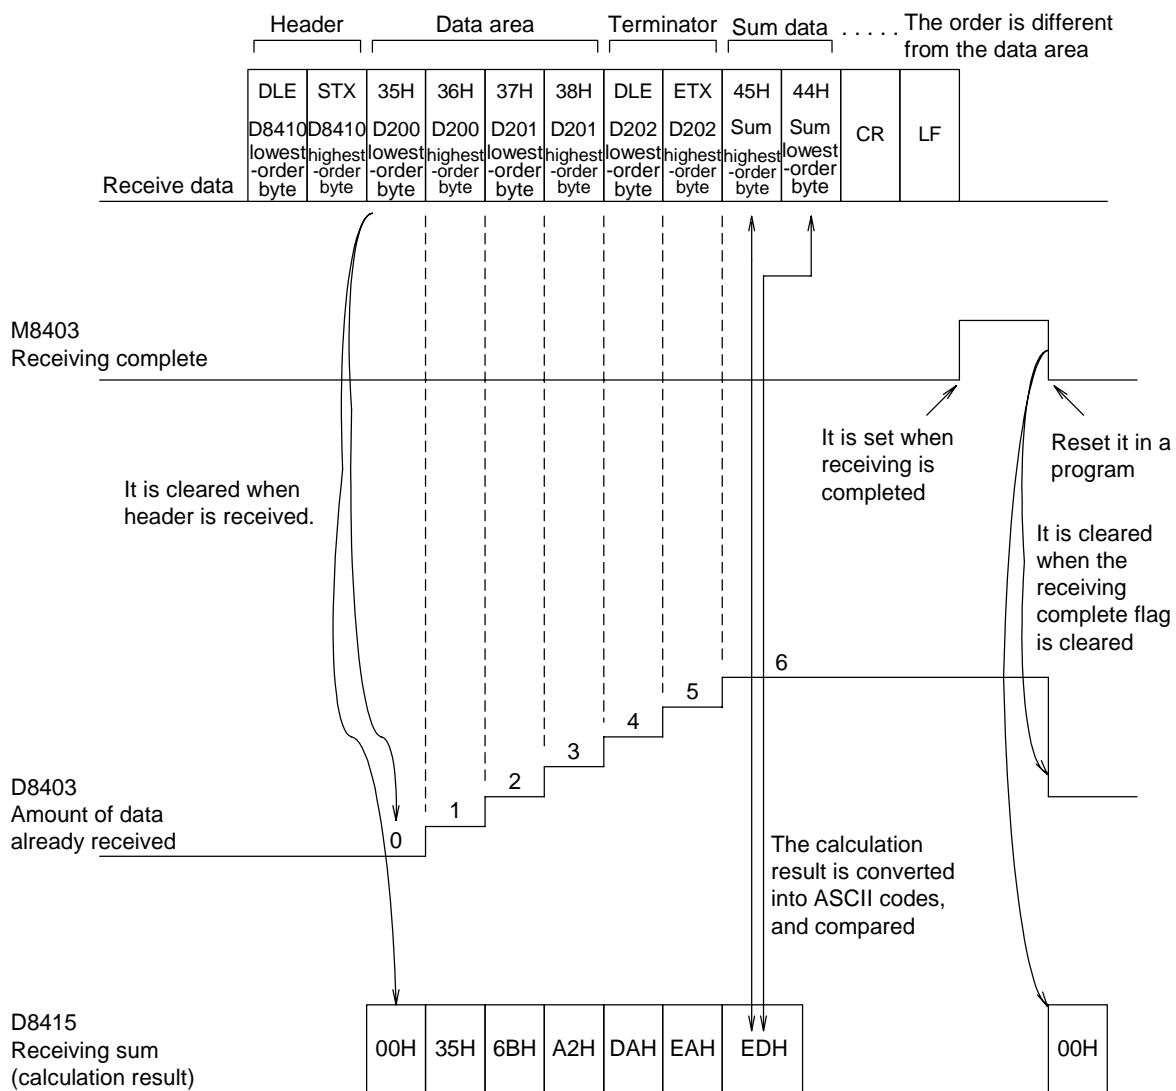 Header Data area Terminator Sum data . . . . . The order is different
from the data area
DLE STX 35H 36H 37H 38H DLE ETX 45H 44H CR LF
D8410 D8410 D200 D200 D201 D201 D202 D202 Sum Sum
lowest highest lowest highest lowest highest lowest highest highest lowest
-order -order -order -order -order -order -order -order -order -order
byte byte byte byte byte byte byte byte byte byte
Receive data
M8403
Receiving complete
It is set when
receiving is
completed
Reset it in a
program
It is cleared when
header is received.
It is cleared
when the
receiving
complete flag
is cleared
6
5
4
3
2
1
0
D8403
Amount of data
already received
The calculation
result is converted
into ASCII codes,
and compared
D8415
Receiving sum
(calculation result)
00H 35H 6BH A2H DAH EAH EDH 00H